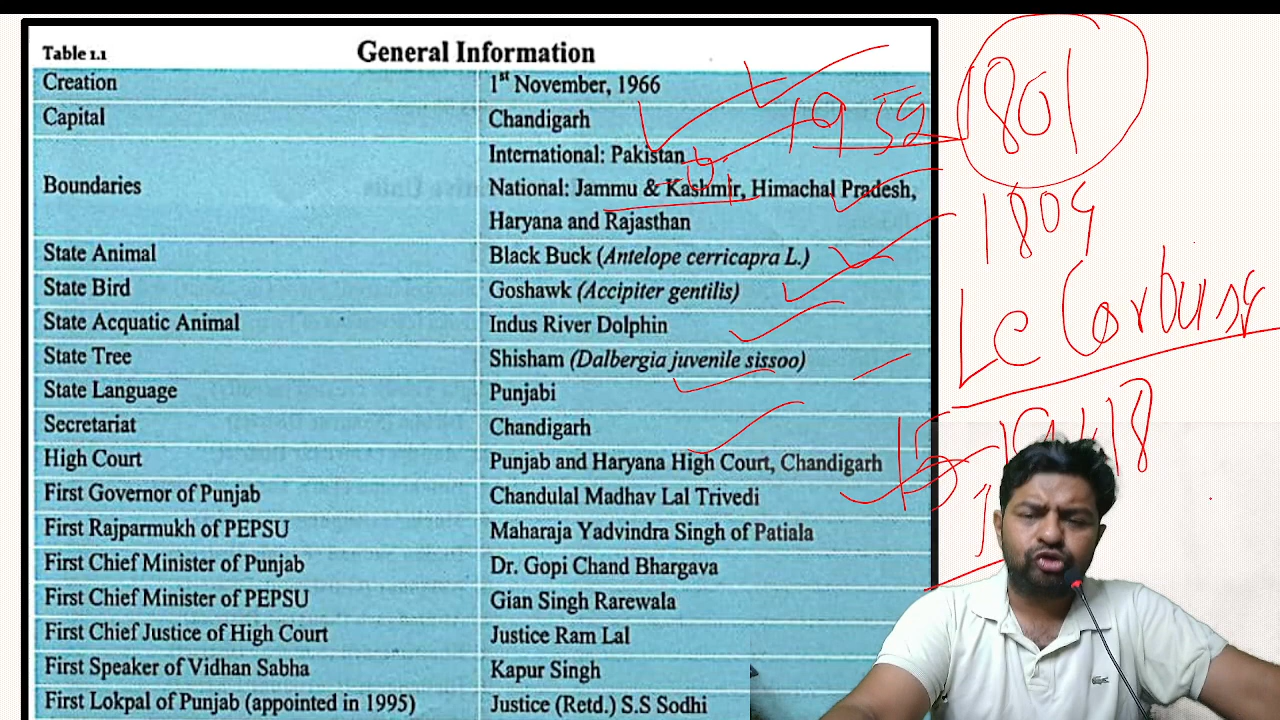 Table 1.1 General Information
Creation 1st November, 1966
Capital Chandigarh
Boundaries International: Pakistan
National: Jammu & Kashmir, Himachal Pradesh,
Haryana and Rajasthan
State Animal Black Buck (Antelope cerricapra L.)
State Bird Goshawk (Accipiter gentilis)
State Acquatic Animal Indus River Dolphin
State Tree Shisham (Dalbergia juvenile sissoo)
State Language Punjabi
Secretariat Chandigarh
High Court Punjab and Haryana High Court, Chandigarh
First Governor of Punjab Chandulal Madhav Lal Trivedi
First Rajparmukh of PEPSU Maharaja Yadvindra Singh of Patiala
First Chief Minister of Punjab Dr. Gopi Chand Bhargava
First Chief Minister of PEPSU Gian Singh Rarewala
First Chief Justice of High Court Justice Ram Lal
First Speaker of Vidhan Sabha Kapur Singh
First Lokpal of Punjab (appointed in 1995) Justice (Retd.) S.S Sodhi
1801
1809